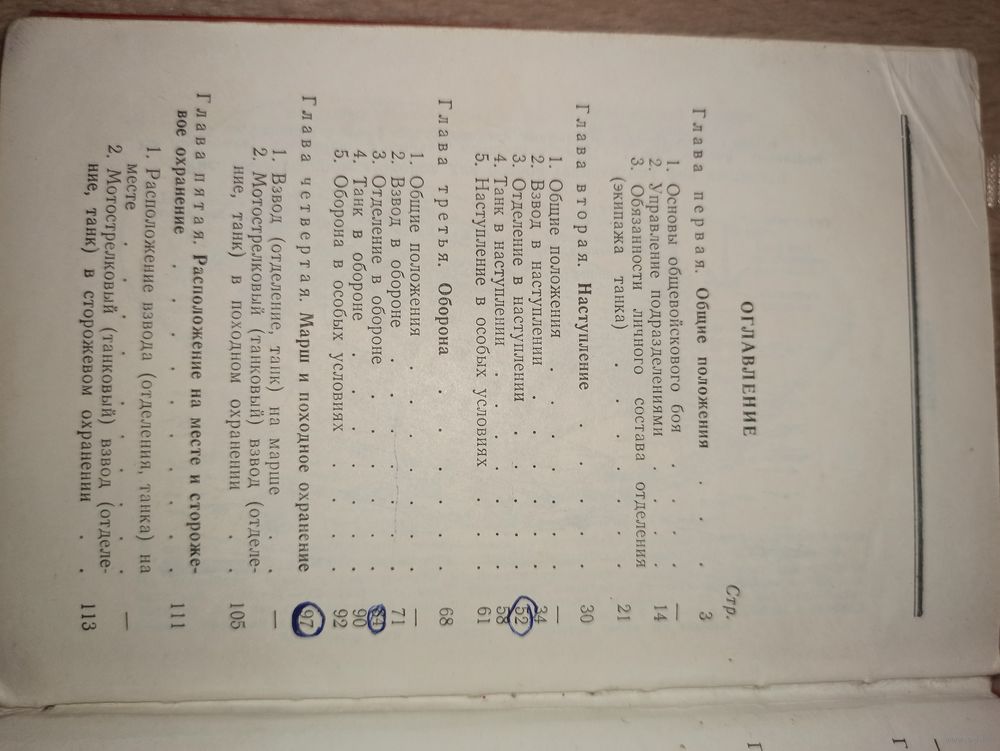 ОГЛАВЛЕНИЕ
Стр.
Глава первая. Общие положения . . . 3
1. Основы общевойскового боя . . . . —
2. Управление подразделениями . . . . 14
3. Обязанности личного состава отделения
(экипажа танка) . . . . . 21
Глава вторая. Наступление . . . . . 30
1. Общие положения . . . . . . —
2. Взвод в наступлении . . . . . 34
3. Отделение в наступлении . . . . 52
4. Танк в наступлении . . . . . 58
5. Наступление в особых условиях . . . 61
Глава третья. Оборона . . . . . 68
1. Общие положения . . . . . . —
2. Взвод в обороне . . . . . . 71
3. Отделение в обороне . . . . . 84
4. Танк в обороне . . . . . . 90
5. Оборона в особых условиях . . . . 92
Глава четвертая. Марш и походное охранение 97
1. Взвод (отделение, танк) на марше . . —
2. Мотострелковый (танковый) взвод (отделе-
ние, танк) в походном охранении . . 105
Глава пятая. Расположение на месте и стороже-
вое охранение . . . . . . . 111
1. Расположение взвода (отделения, танка) на
месте . . . . . . . . —
2. Мотострелковый (танковый) взвод (отделе-
ние, танк) в сторожевом охранении . . 113
Г
Г